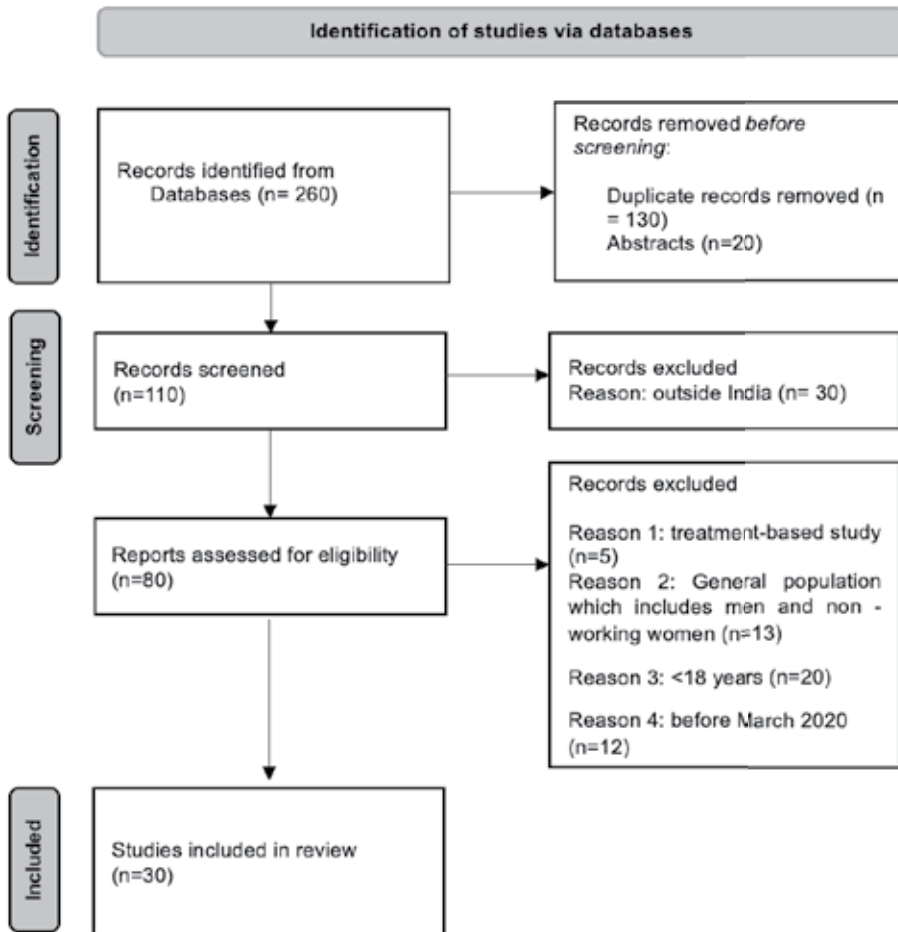 Identification of studies via databases
Identification
Records identified from
Databases (n= 260)
Records removed before
screening:
Duplicate records removed (n
= 130)
Abstracts (n=20)
Screening
Records screened
(n=110)
Records excluded
Reason: outside India (n= 30)
Reports assessed for eligibility
(n=80)
Records excluded
Reason 1: treatment-based study
(n=5)
Reason 2: General population
which includes men and non -
working women (n=13)
Reason 3: <18 years (n=20)
Reason 4: before March 2020
(n=12)
Included
Studies included in review
(n=30)